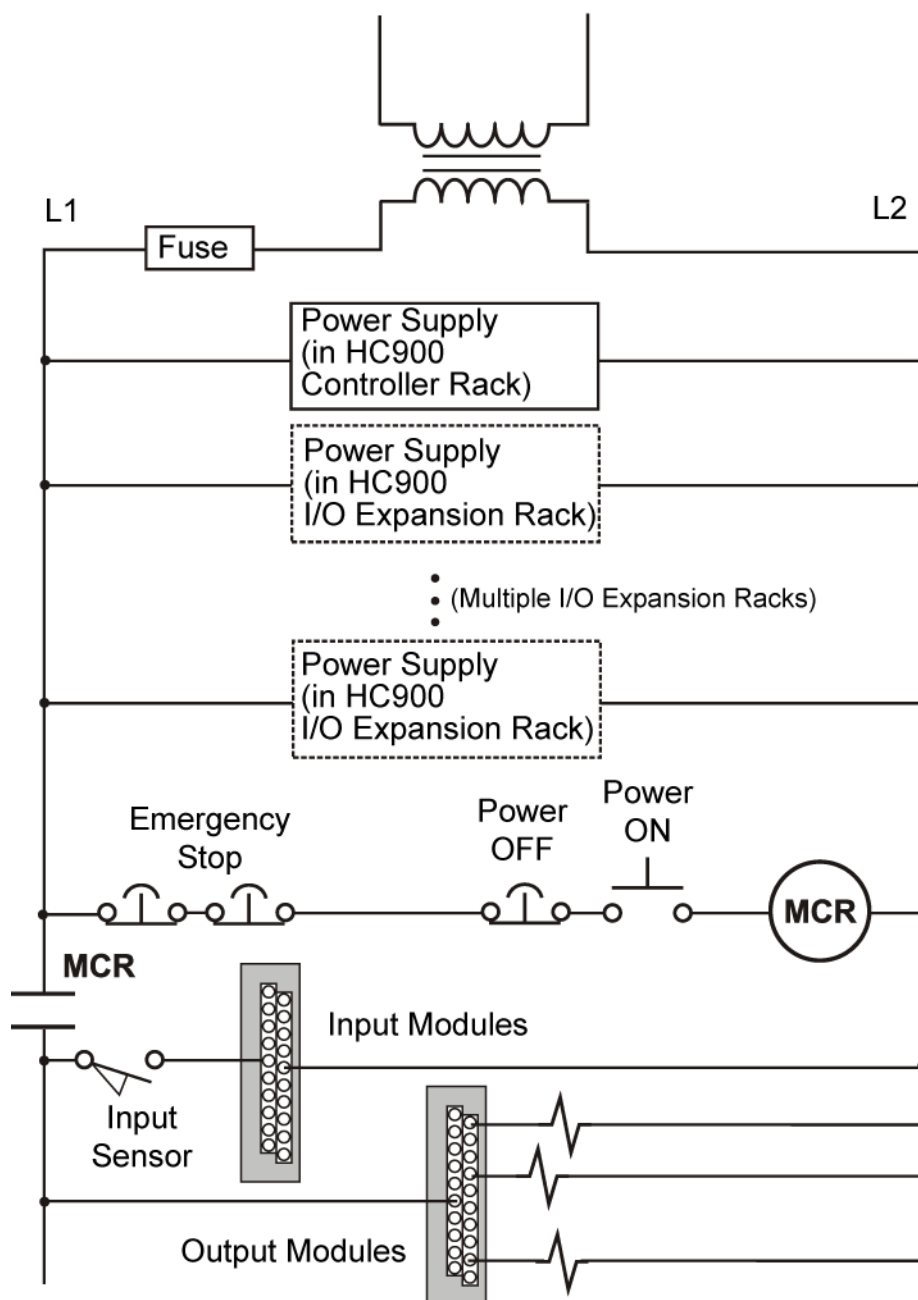 L1
L2
Fuse
Power Supply
(in HC900
Controller Rack)
Power Supply
(in HC900
I/O Expansion Rack)
(Multiple I/O Expansion Racks)
Power Supply
(in HC900
I/O Expansion Rack)
Emergency
Stop
Power
OFF
Power
ON
MCR
MCR
Input Modules
Input
Sensor
Output Modules